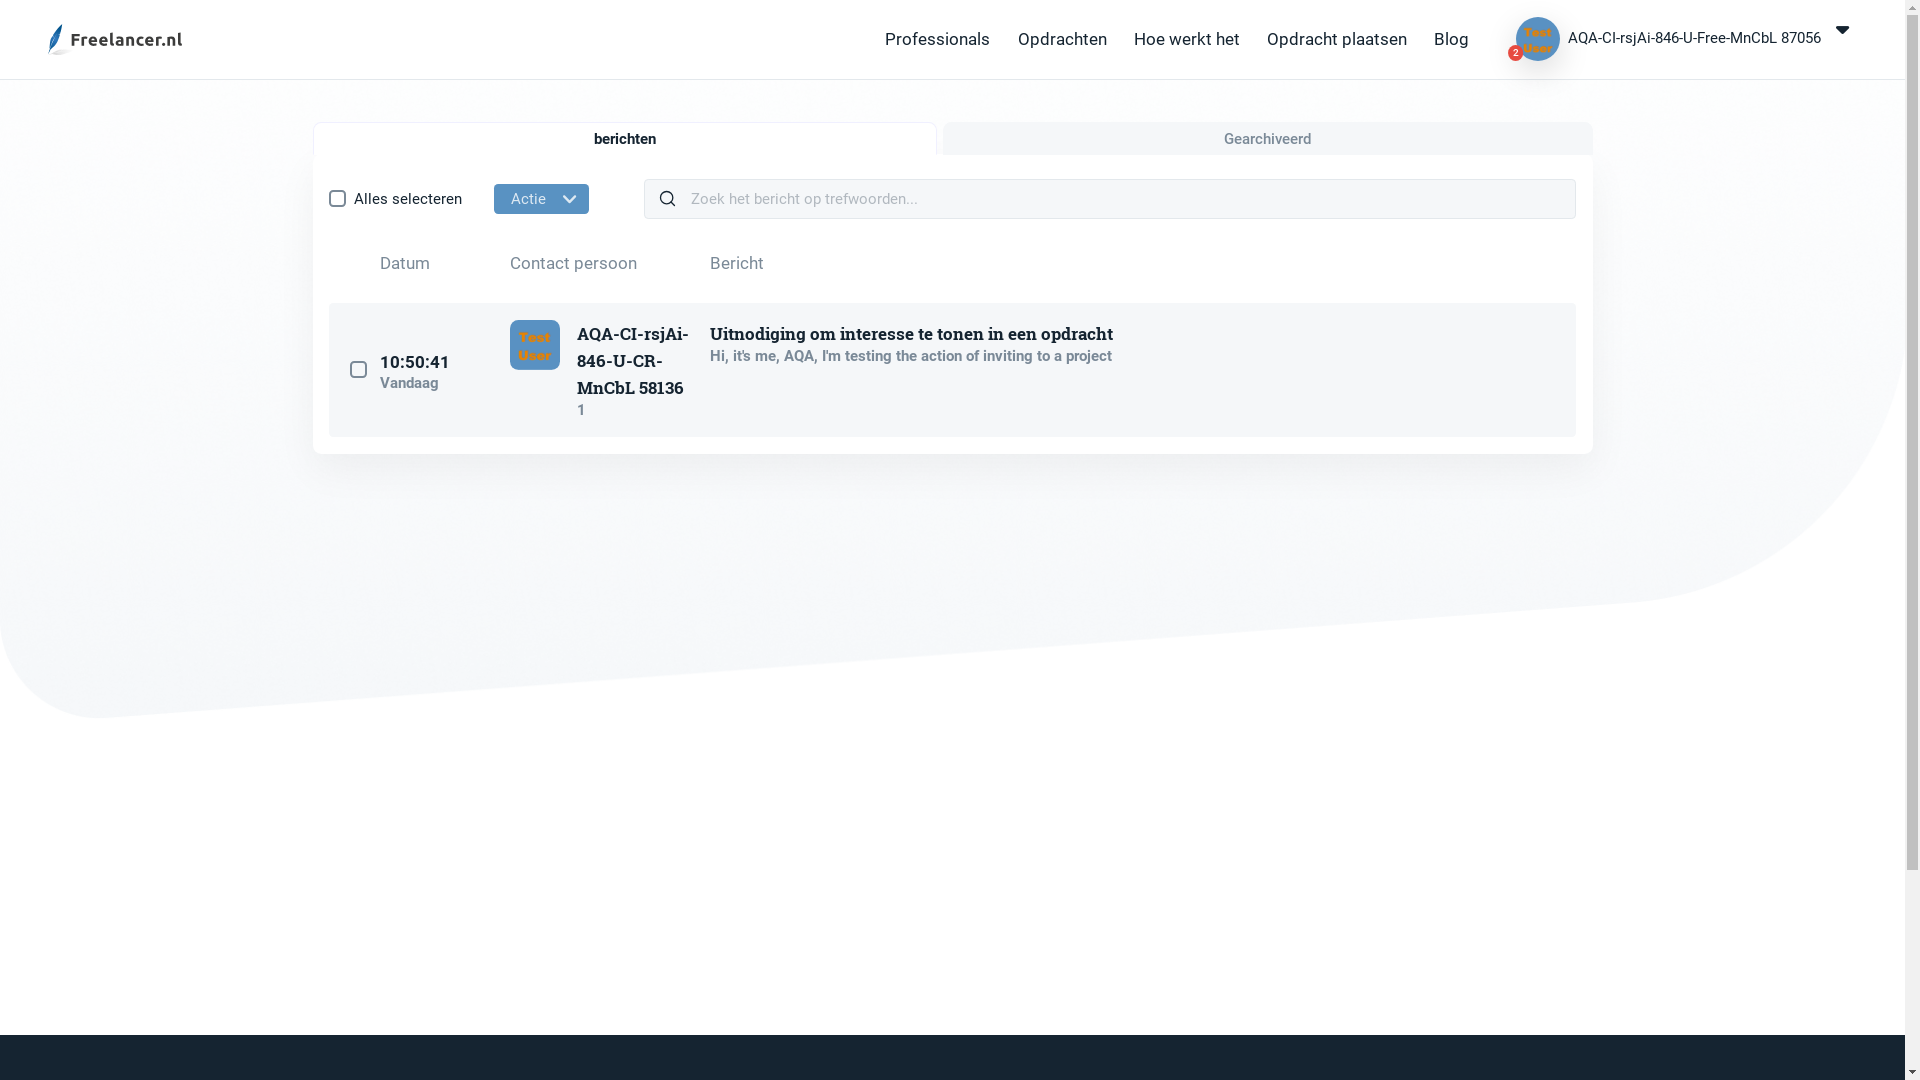 Freelancer.nl
Professionals Opdrachten Hoe werkt het Opdracht plaatsen Blog
Test
User
2
AQA-CI-rsjAi-846-U-Free-MnCbL 87056
berichten
Gearchiveerd
Alles selecteren
Actie
Zoek het bericht op trefwoorden...
Datum Contact persoon Bericht
10:50:41
Vandaag
Test
User
AQA-CI-rsjAi-
846-U-CR-
MnCbL 58136
1
Uitnodiging om interesse te tonen in een opdracht
Hi, it's me, AQA, I'm testing the action of inviting to a project